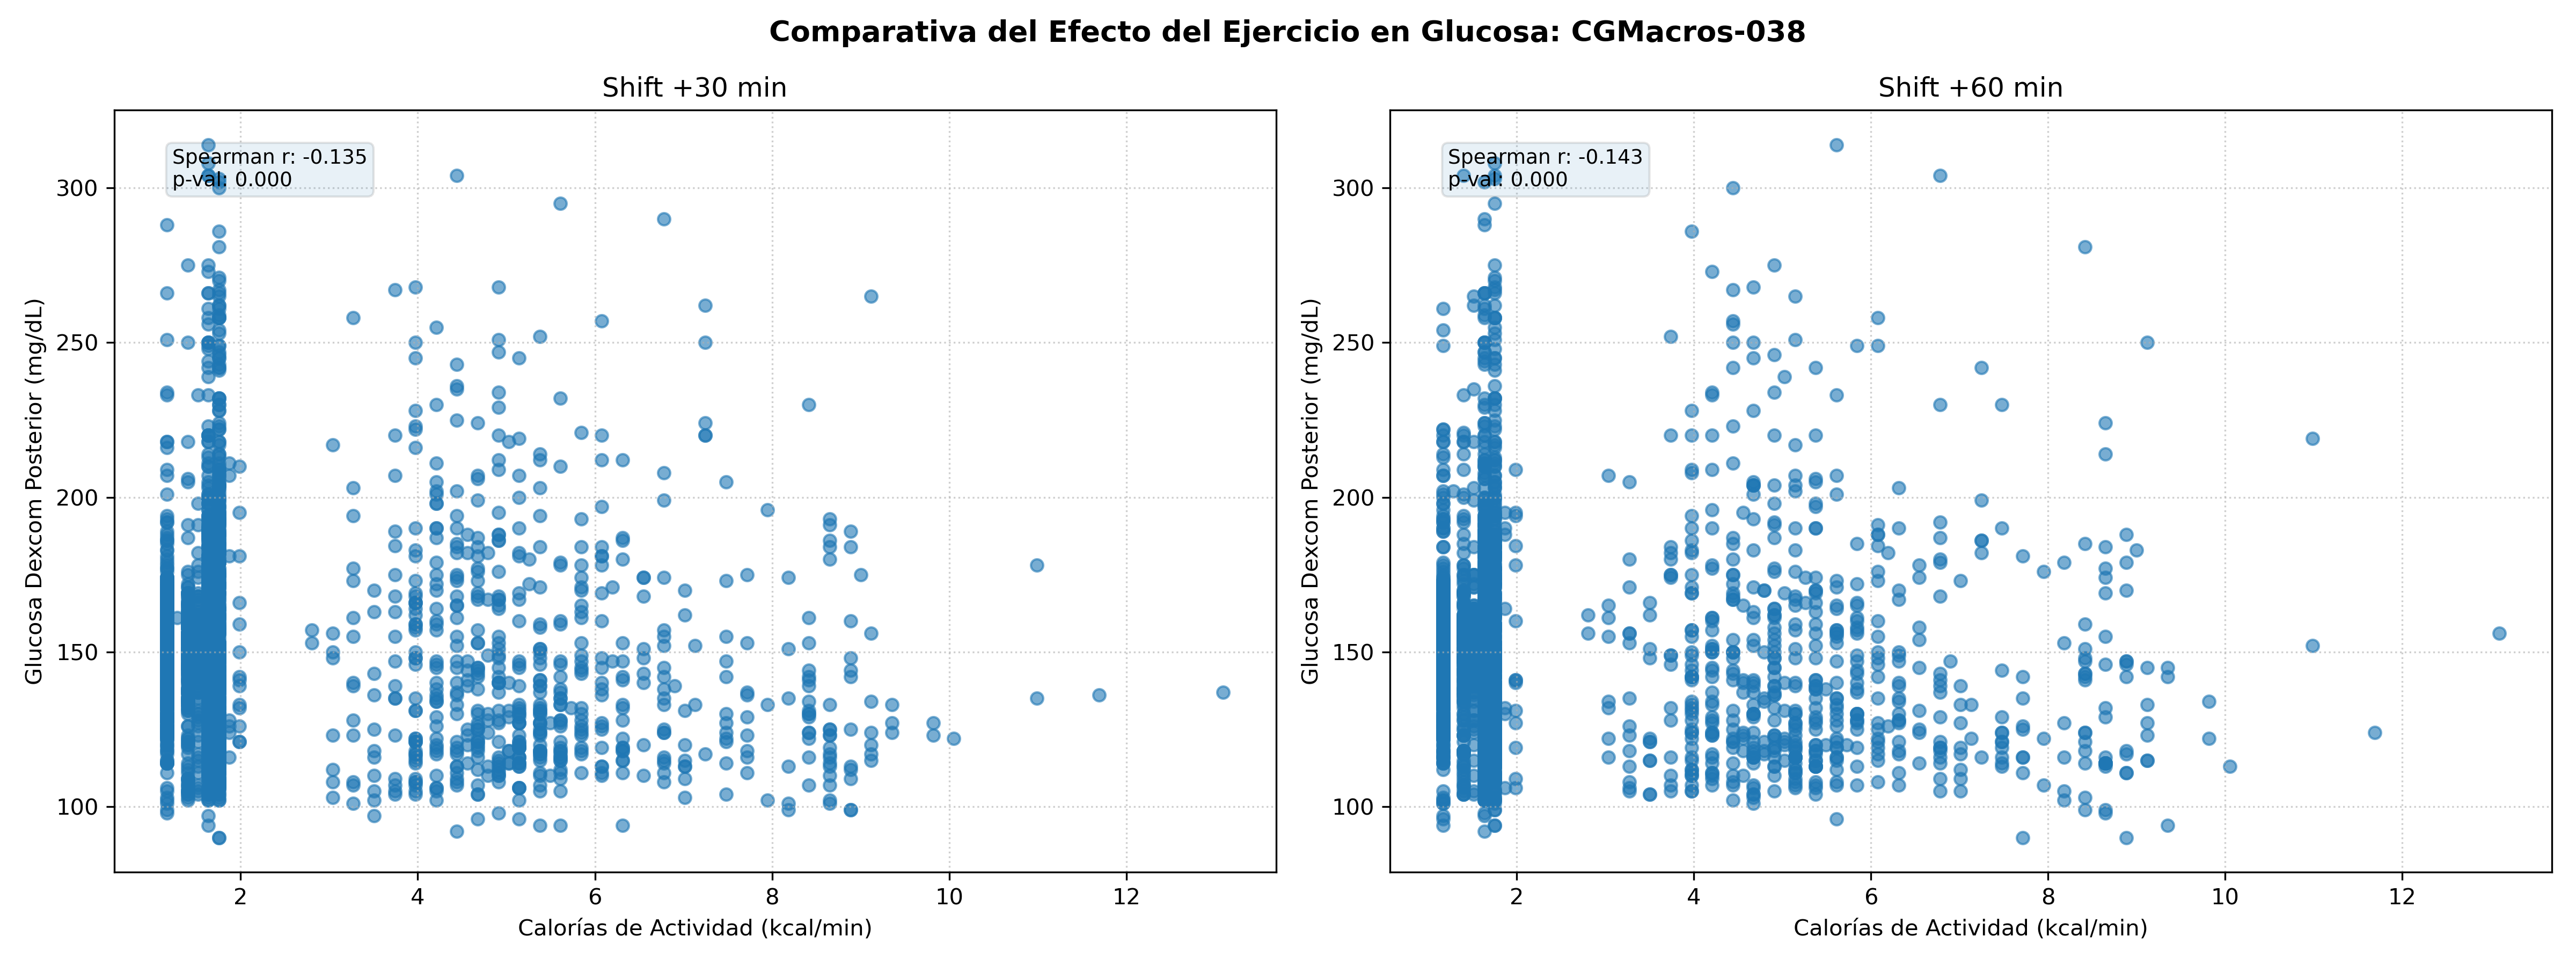 Comparativa del Efecto del Ejercicio en Glucosa: CGMacros-038
Shift +30 min
Spearman r: -0.135
p-val: 0.000
300
250
200
150
100
Glucosa Dexcom Posterior (mg/dL)
2 4 6 8 10 12
Calorías de Actividad (kcal/min)
Shift +60 min
Spearman r: -0.143
p-val: 0.000
300
250
200
150
100
Glucosa Dexcom Posterior (mg/dL)
2 4 6 8 10 12
Calorías de Actividad (kcal/min)